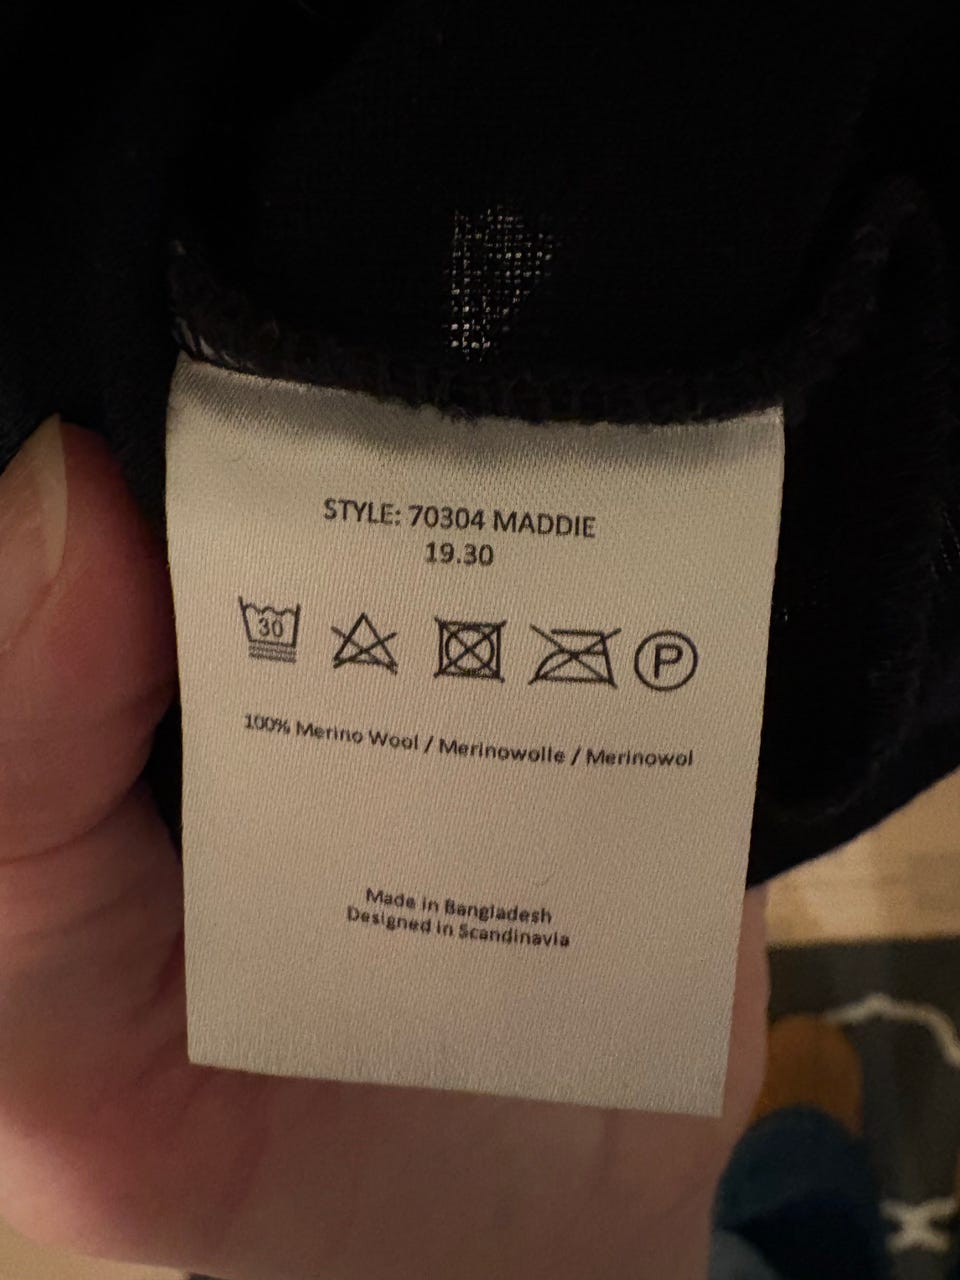 STYLE: 70304 MADDIE
19.30
30
P
100% Merino Wool / Merinowolle / Merinowol
Made in Bangladesh
Designed in Scandinavia